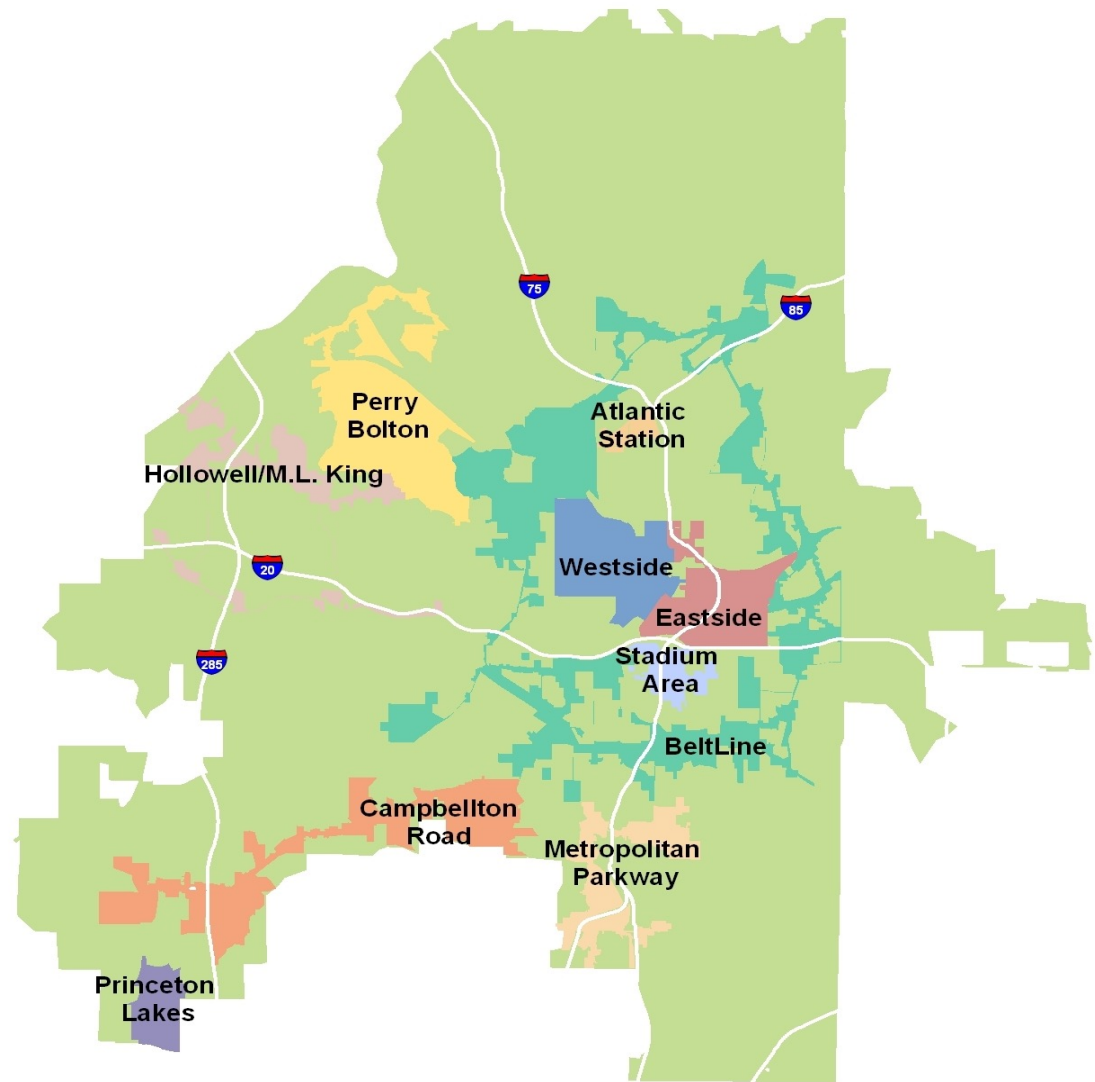 75
85
Perry
Bolton
Atlantic
Station
Hollowell/M.L. King
20
Westside
Eastside
285
Stadium
Area
BeltLine
Campbellton
Road
Metropolitan
Parkway
Princeton
Lakes